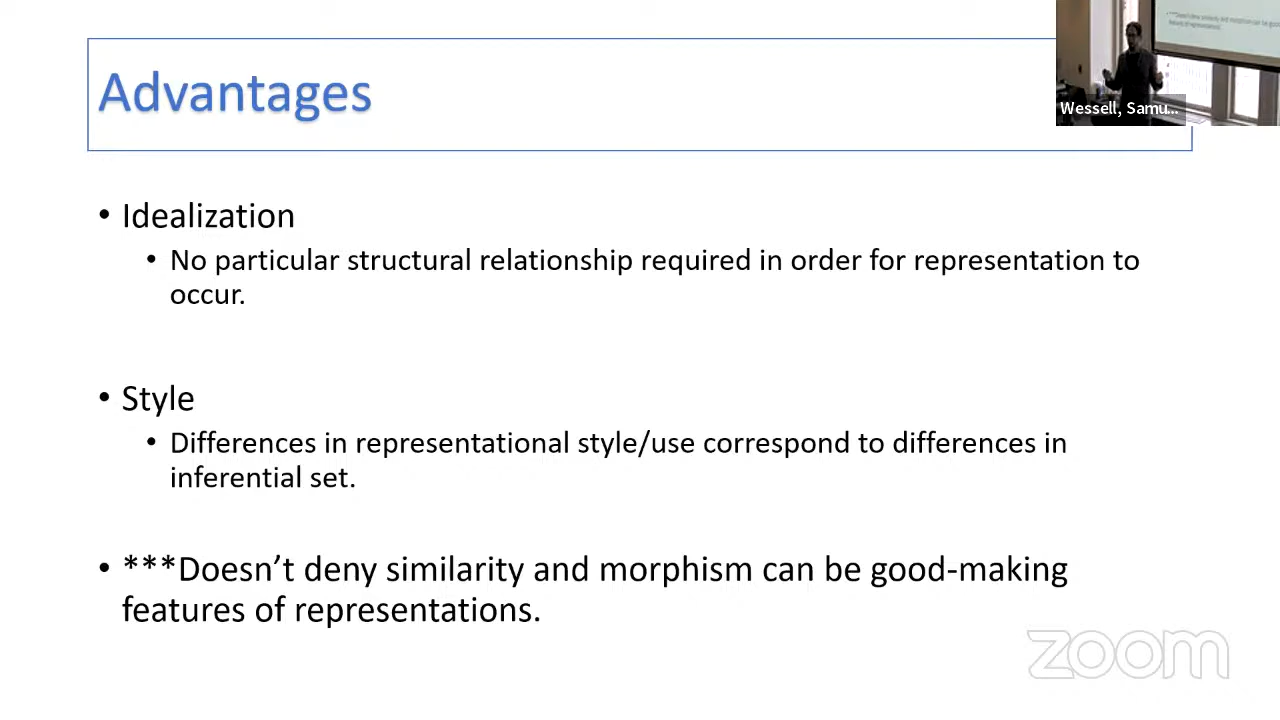 Advantages
Wessell, Samu...
• Idealization
• No particular structural relationship required in order for representation to
occur.
• Style
• Differences in representational style/use correspond to differences in
inferential set.
• ***Doesn’t deny similarity and morphism can be good-making
features of representations.
zoom